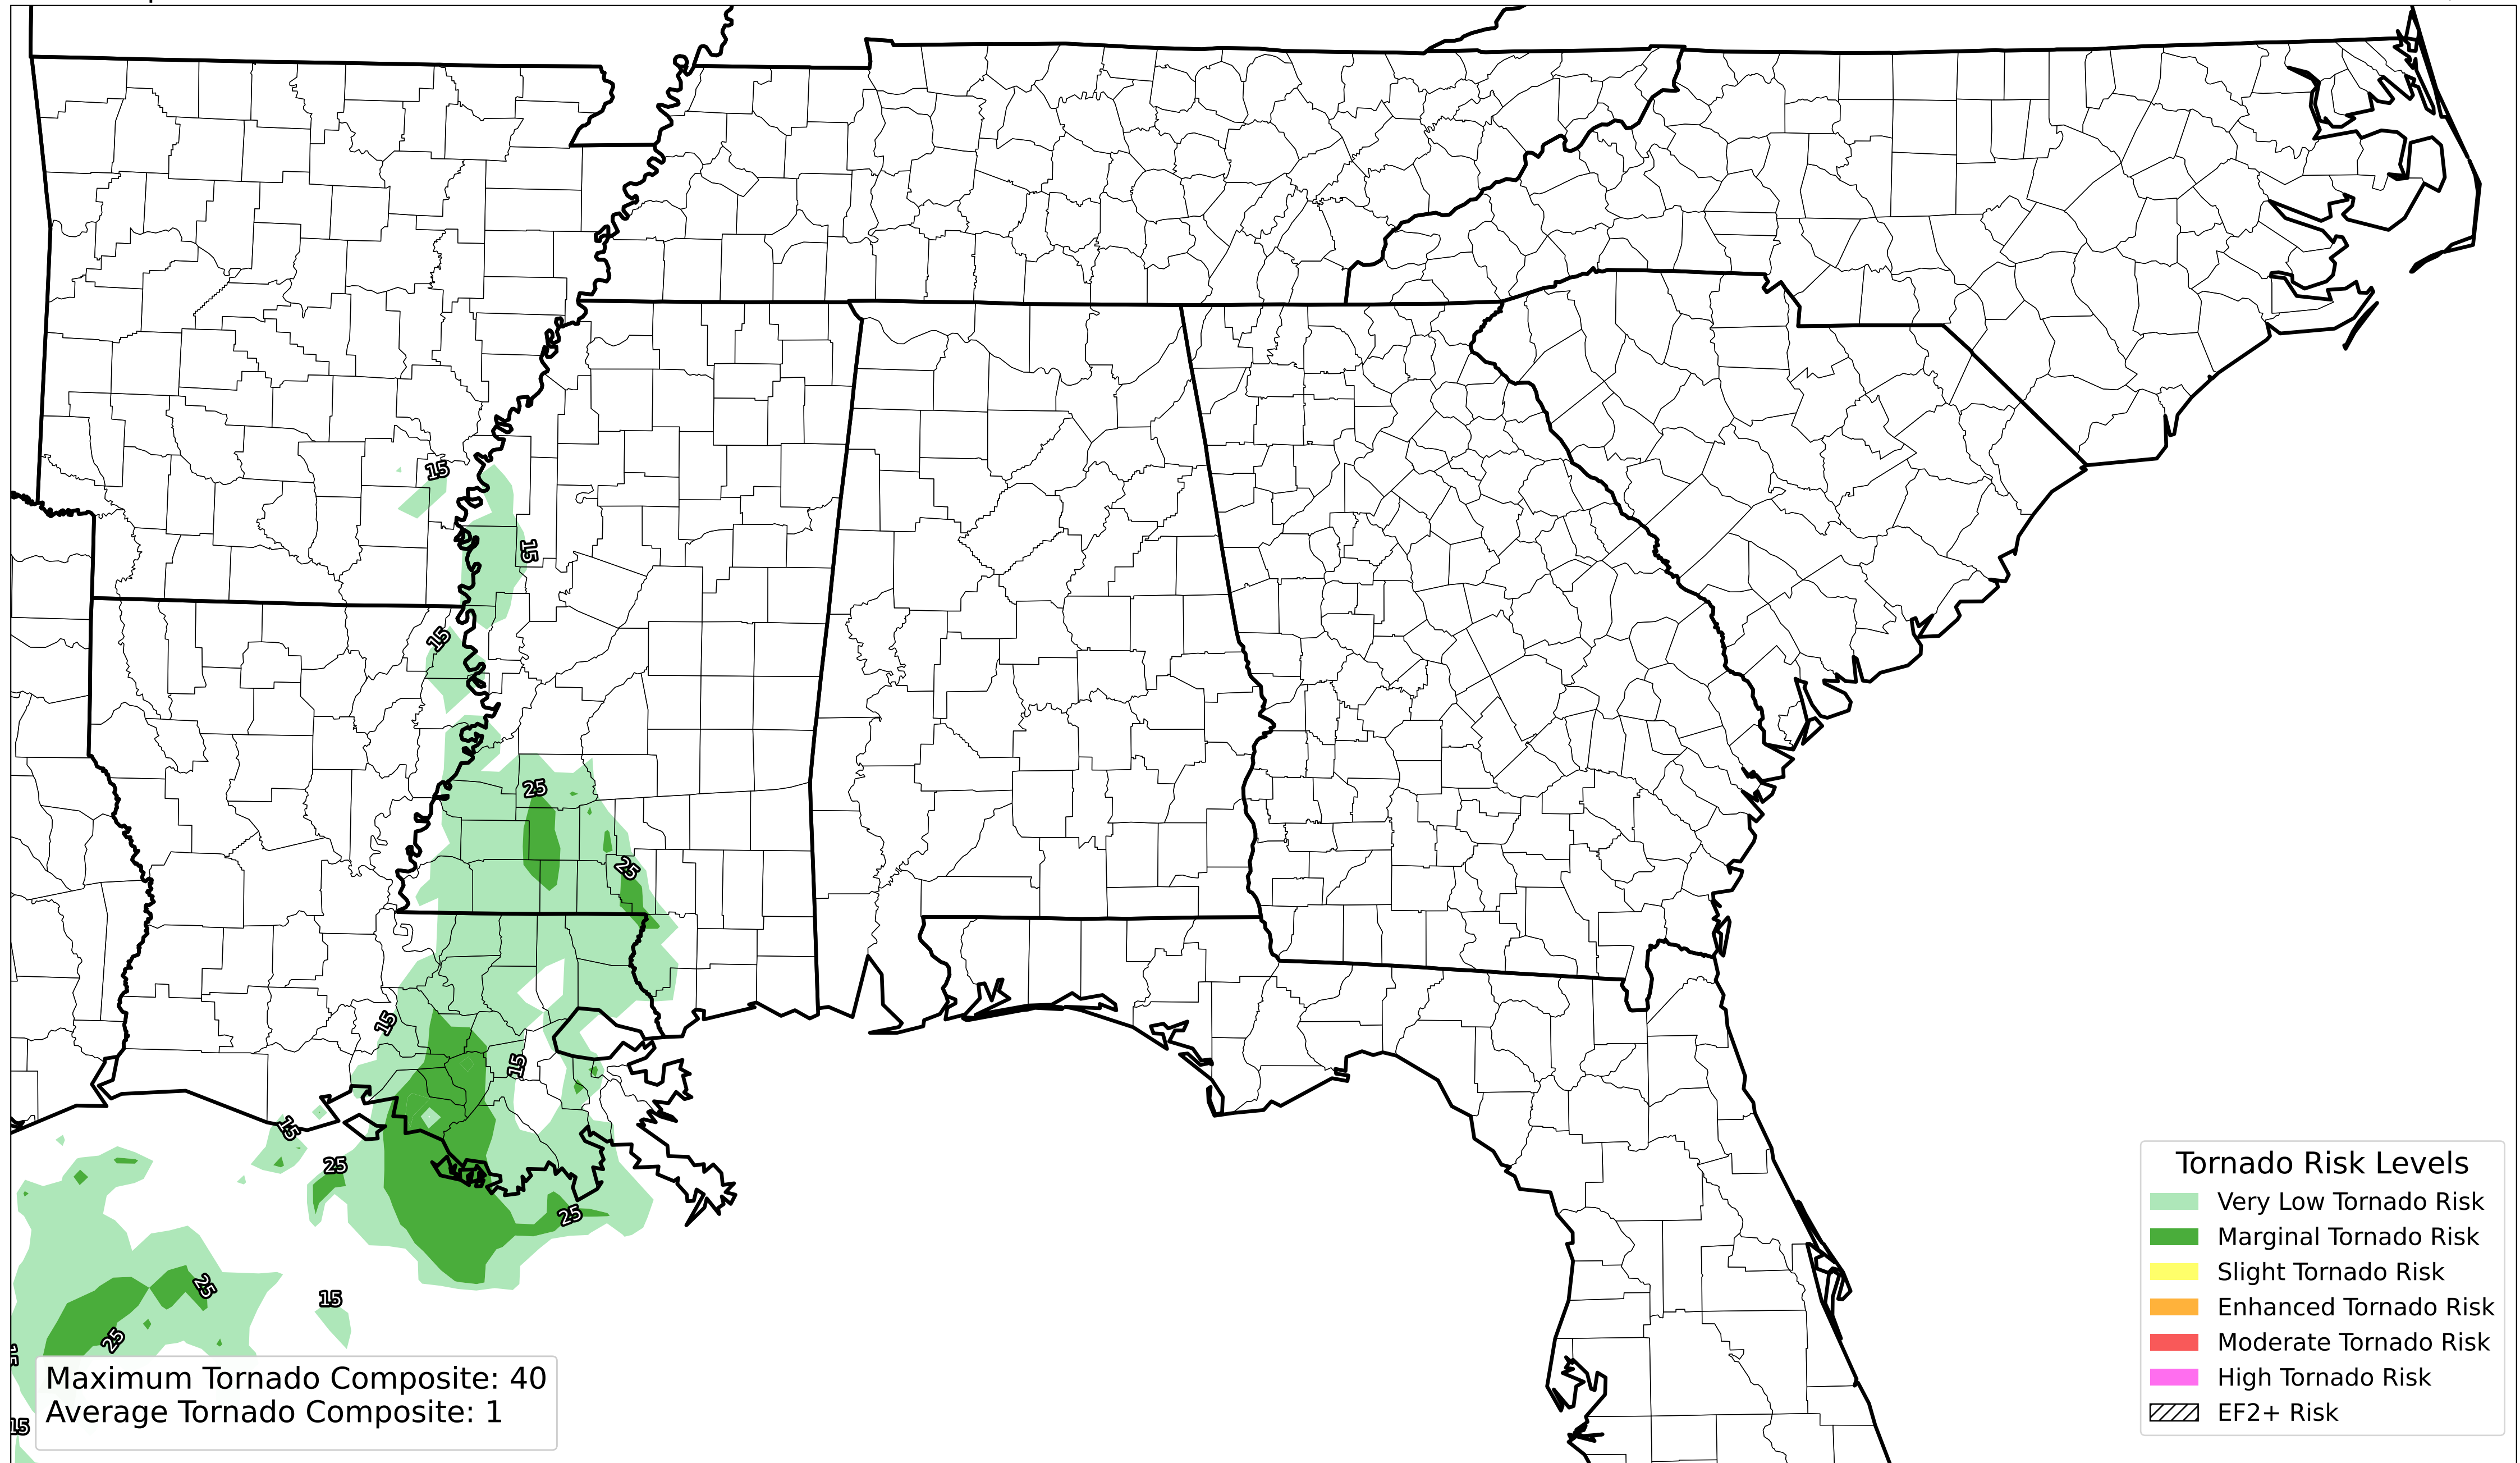 15
15
15
25
25
15
15
15
25
25
25
15
25
15
15
Maximum Tornado Composite: 40
Average Tornado Composite: 1
Tornado Risk Levels
Very Low Tornado Risk
Marginal Tornado Risk
Slight Tornado Risk
Enhanced Tornado Risk
Moderate Tornado Risk
High Tornado Risk
EF2+ Risk